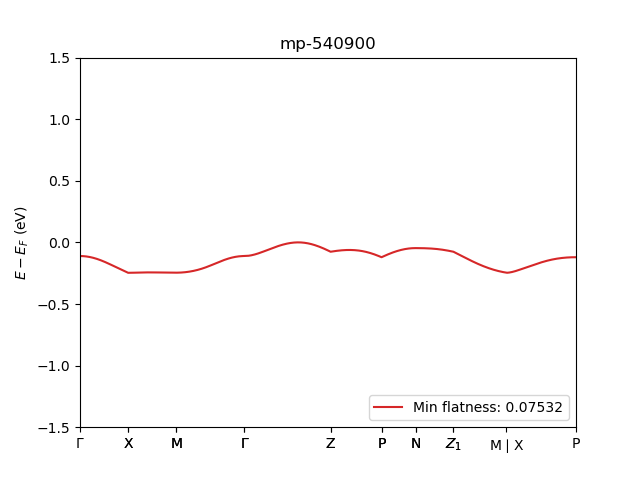 mp-540900
E − E_F (eV)
1.5
1.0
0.5
0.0
−0.5
−1.0
−1.5
Min flatness: 0.07532
Γ X M Γ Z P N Z₁ M | X P